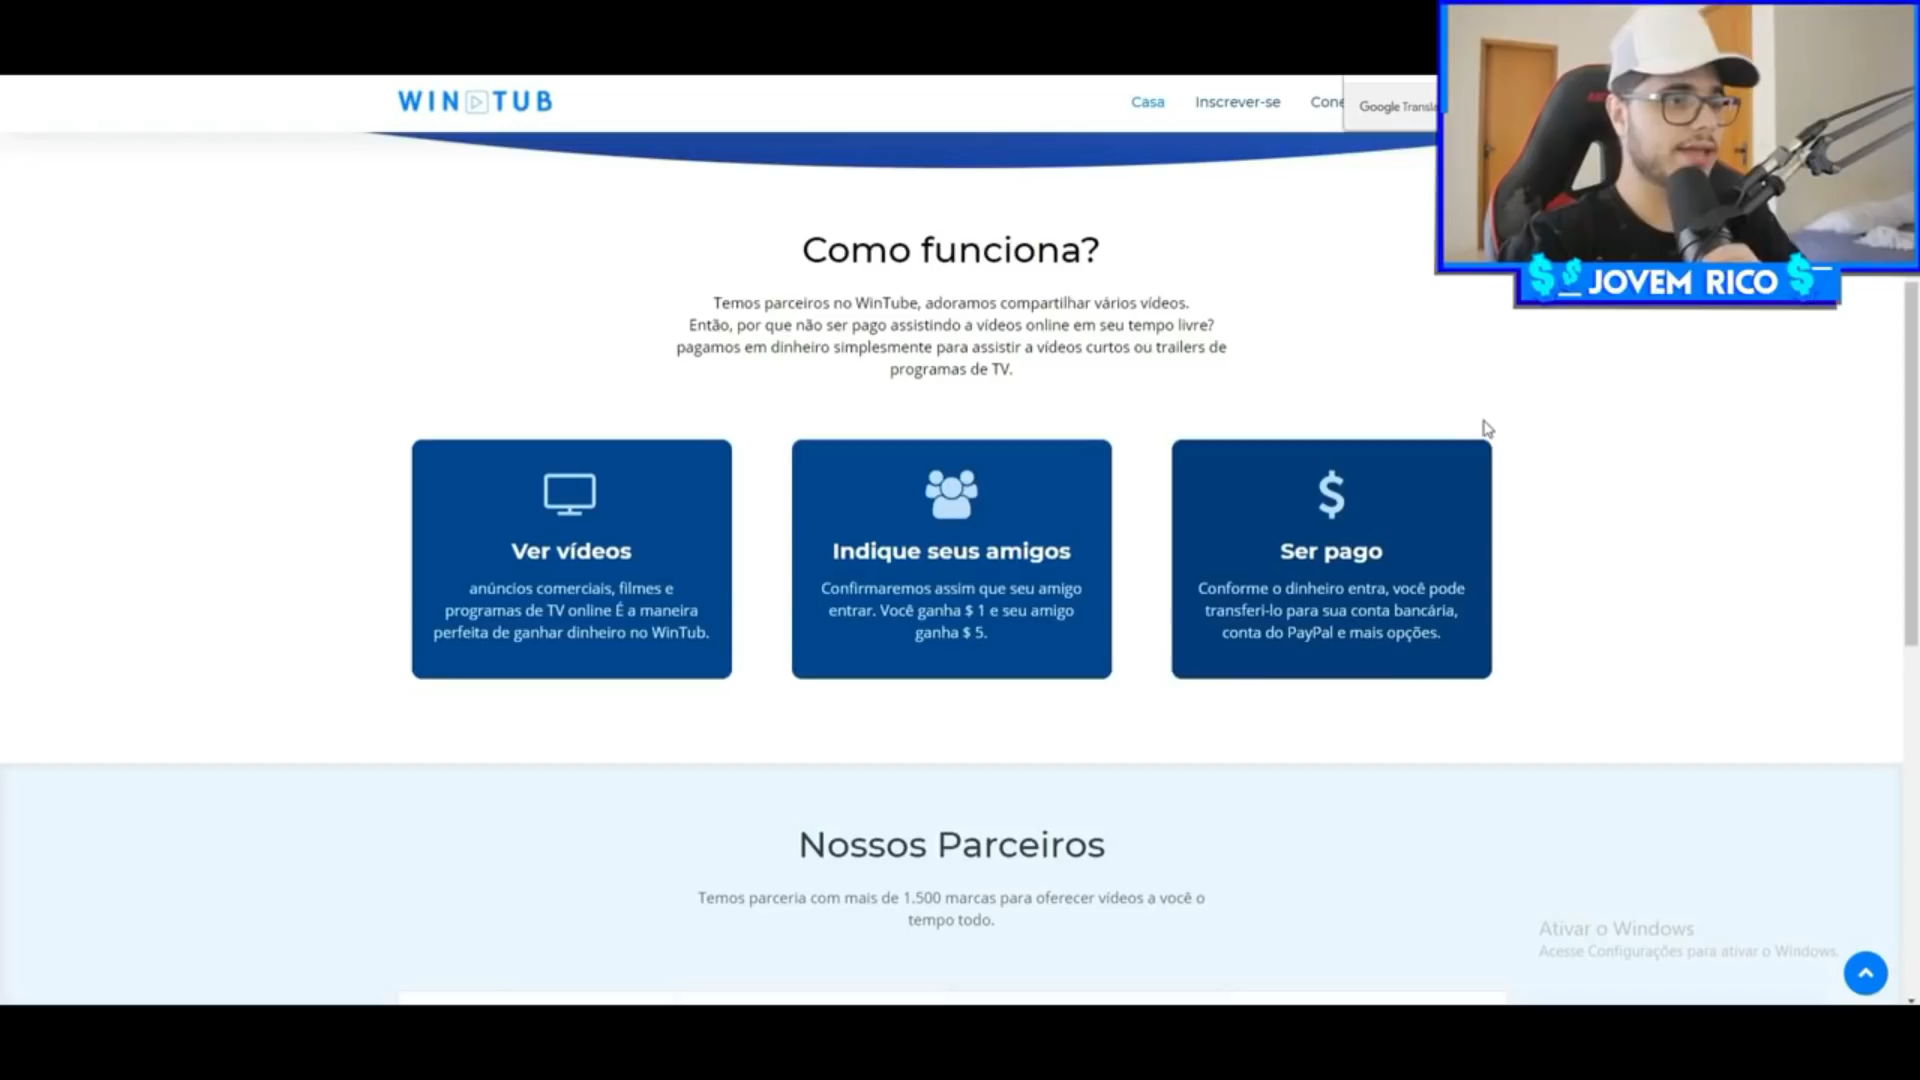 WIN TUB
Casa Inscrever-se Cone
Google Transla
$ $ JOVEM RICO $
Como funciona?
Temos parceiros no WinTube, adoramos compartilhar vários vídeos.
Então, por que não ser pago assistindo a vídeos online em seu tempo livre?
pagamos em dinheiro simplesmente para assistir a vídeos curtos ou trailers de
programas de TV.
Ver vídeos
anúncios comerciais, filmes e
programas de TV online É a maneira
perfeita de ganhar dinheiro no WinTub.
Indique seus amigos
Confirmaremos assim que seu amigo
entrar. Você ganha $ 1 e seu amigo
ganha $ 5.
$
Ser pago
Conforme o dinheiro entra, você pode
transferi-lo para sua conta bancária,
conta do PayPal e mais opções.
Nossos Parceiros
Temos parceria com mais de 1.500 marcas para oferecer vídeos a você o
tempo todo.
Ativar o Windows
Acesse Configurações para ativar o Windows.